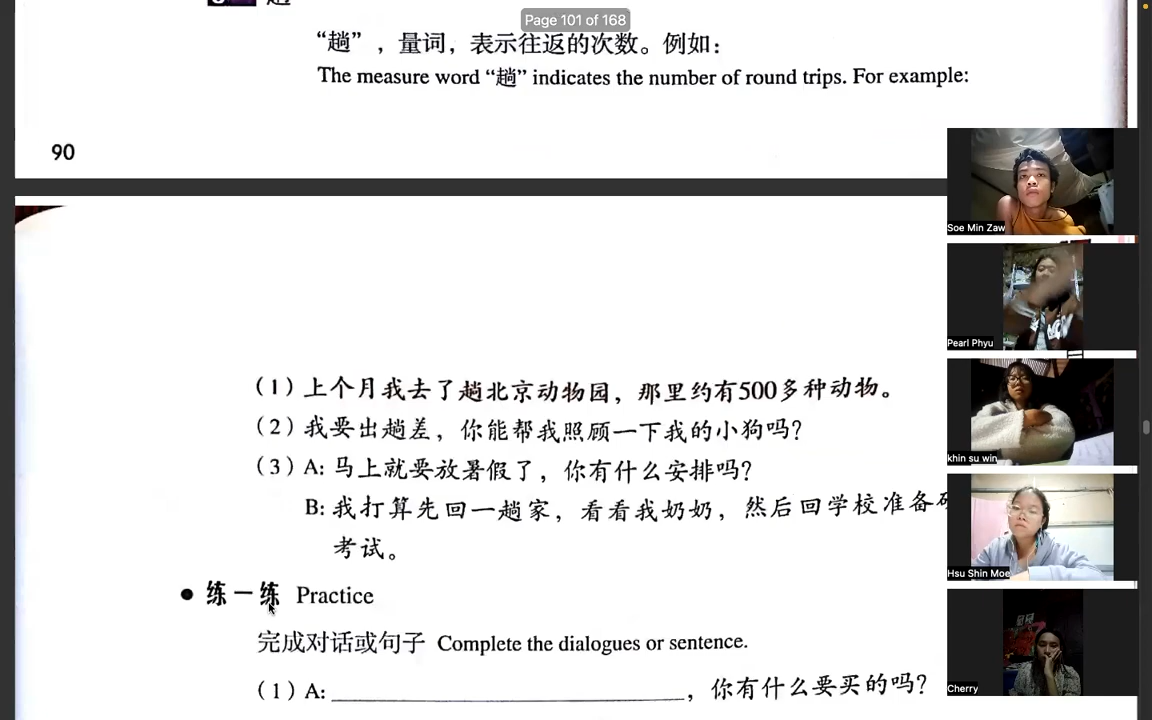 Page 101 of 168
“趟”，量词，表示往返的次数。例如：
The measure word “趟” indicates the number of round trips. For example:
90
（1）上个月我去了趟北京动物园，那里约有500多种动物。
（2）我要出趟差，你能帮我照顾一下我的小狗吗？
（3）A: 马上就要放暑假了，你有什么安排吗？
B: 我打算先回一趟家，看看我奶奶，然后回学校准备
考试。
● 练一练 Practice
完成对话或句子 Complete the dialogues or sentence.
（1）A: ____________________，你有什么要买的吗？
Soe Min Zaw
Pearl Phyu
khin su win
Hsu Shin Moe
Cherry